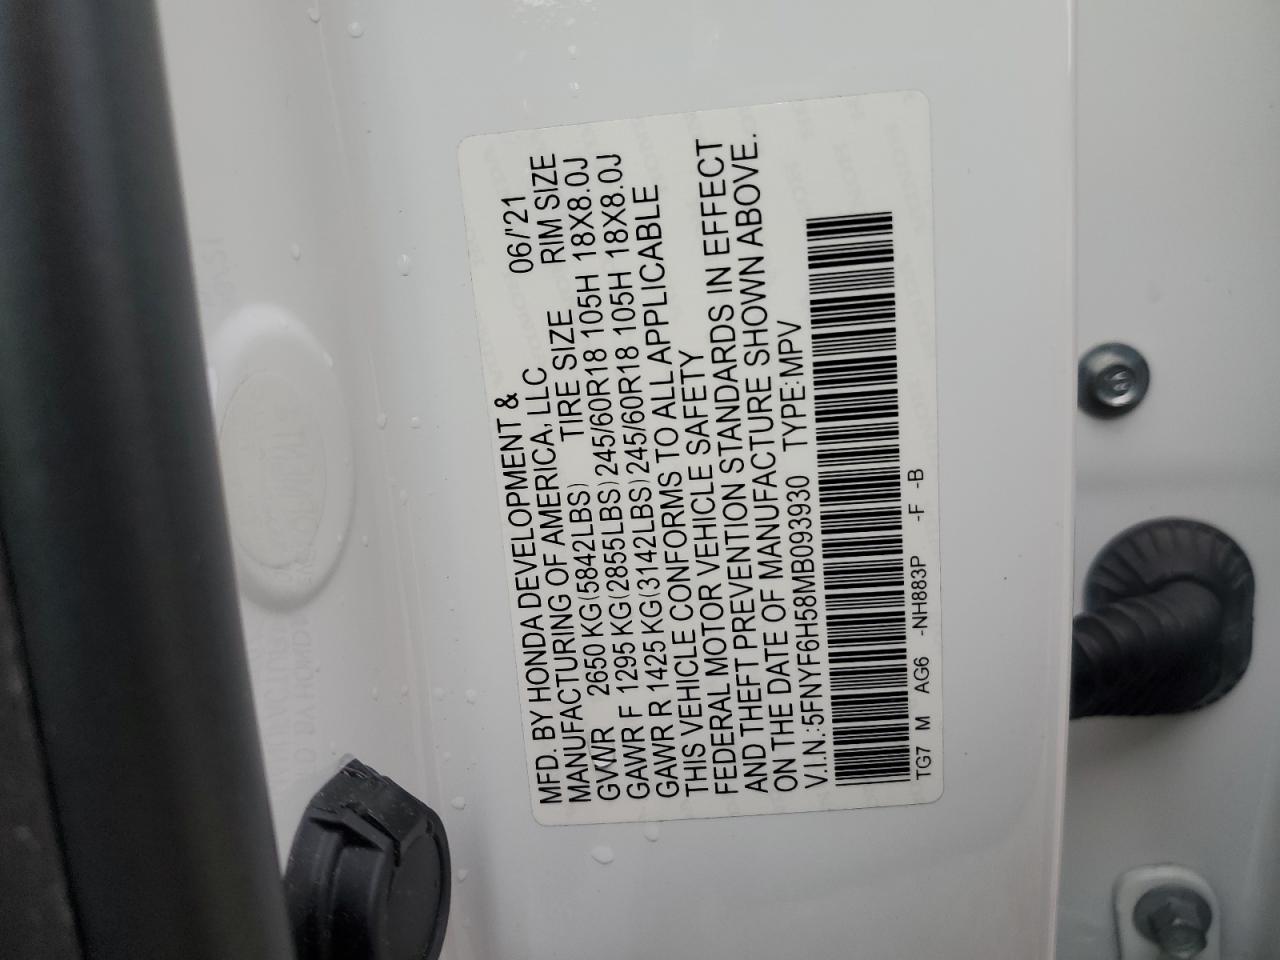 MFD. BY HONDA DEVELOPMENT &
MANUFACTURING OF AMERICA, LLC 06/'21
TIRE SIZE RIM SIZE
GVWR 2650 KG(5842LBS)
GAWR F 1295 KG(2855LBS) 245/60R18 105H 18X8.0J
GAWR R 1425 KG(3142LBS) 245/60R18 105H 18X8.0J
THIS VEHICLE CONFORMS TO ALL APPLICABLE
FEDERAL MOTOR VEHICLE SAFETY
AND THEFT PREVENTION STANDARDS IN EFFECT
ON THE DATE OF MANUFACTURE SHOWN ABOVE.
V.I.N.:5FNYF6H58MB093930 TYPE:MPV
TG7 M AG6 -NH883P -F -B